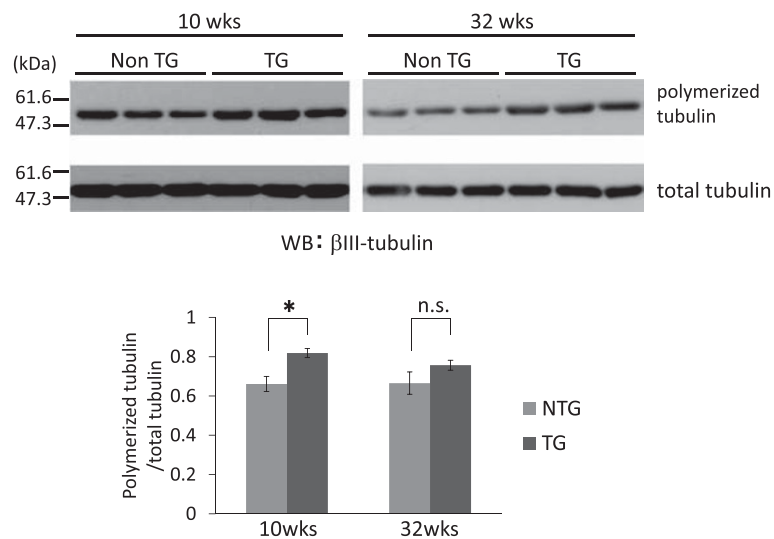 10 wks 32 wks
(kDa) Non TG TG Non TG TG
61.6
47.3
polymerized
tubulin
61.6
47.3
total tubulin
WB: βIII-tubulin
Polymerized tubulin
/total tubulin
1
0.8
0.6
0.4
0.2
0
* n.s.
NTG
TG
10wks 32wks